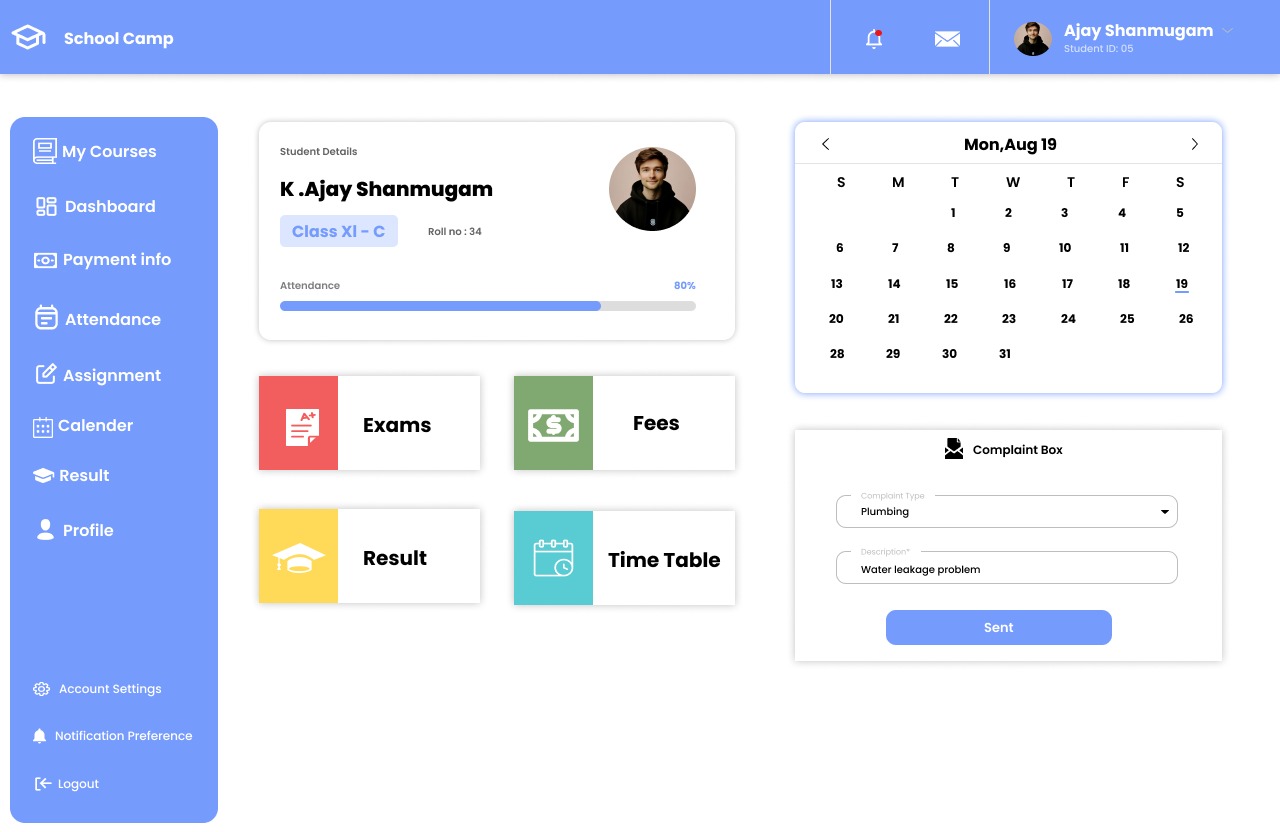 School Camp
Ajay Shanmugam
Student ID: 05
My Courses
Dashboard
Payment info
Attendance
Assignment
Calender
Result
Profile
Account Settings
Notification Preference
Logout
Student Details
K .Ajay Shanmugam
Class Xl - C
Roll no : 34
Attendance
80%
A+
Exams
$
Fees
Result
Time Table
Mon,Aug 19
S M T W T F S
1 2 3 4 5
6 7 8 9 10 11 12
13 14 15 16 17 18 19
20 21 22 23 24 25 26
28 29 30 31
Complaint Box
Complaint Type
Plumbing
Description*
Water leakage problem
Sent